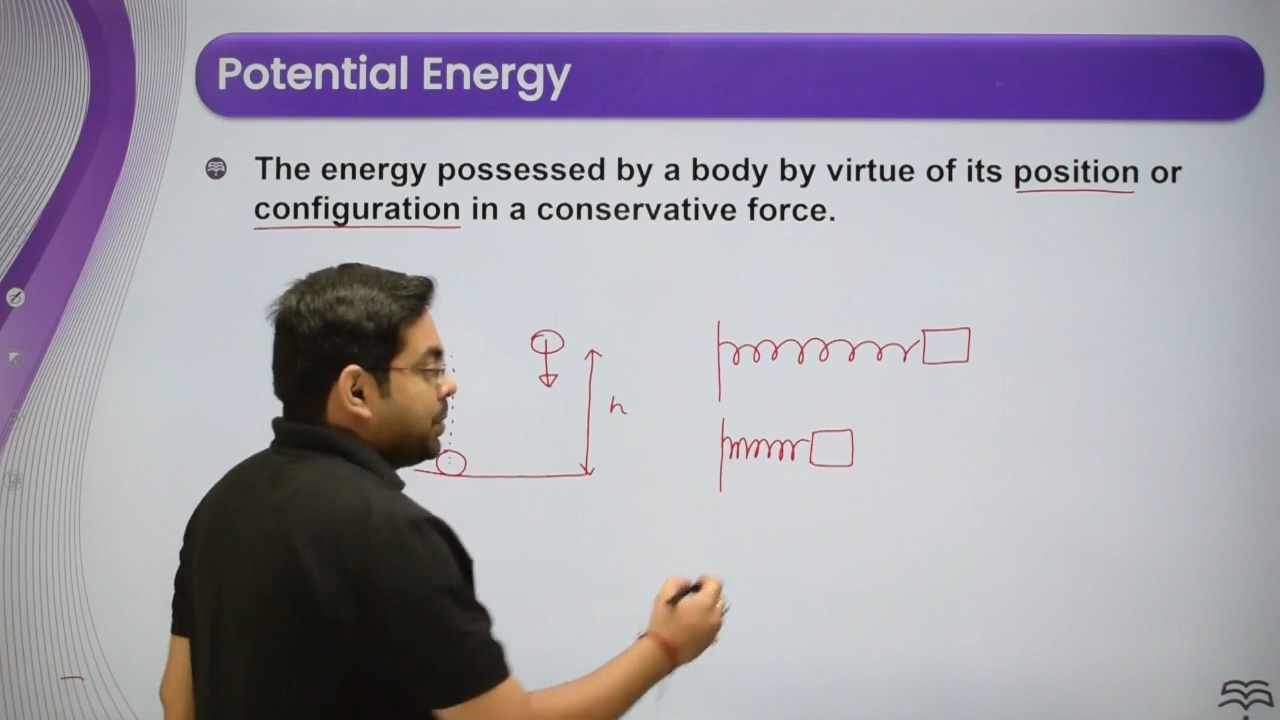 Potential Energy
The energy possessed by a body by virtue of its position or
configuration in a conservative force.
h